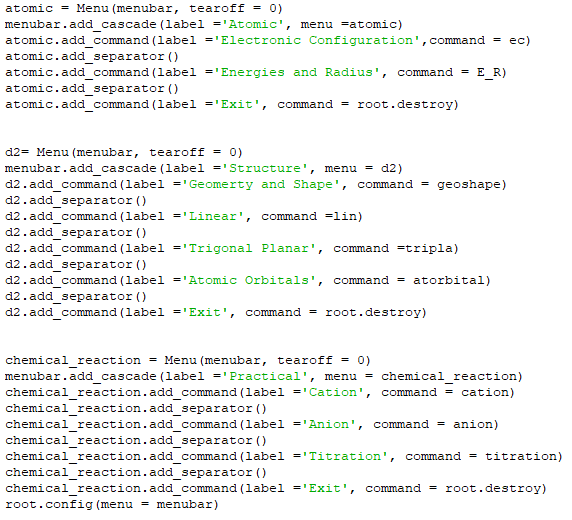 atomic = Menu(menubar, tearoff = 0)
menubar.add_cascade(label ='Atomic', menu =atomic)
atomic.add_command(label ='Electronic Configuration',command = ec)
atomic.add_separator()
atomic.add_command(label ='Energies and Radius', command = E_R)
atomic.add_separator()
atomic.add_command(label ='Exit', command = root.destroy)
d2= Menu(menubar, tearoff = 0)
menubar.add_cascade(label ='Structure', menu = d2)
d2.add_command(label ='Geomerty and Shape', command = geoshape)
d2.add_separator()
d2.add_command(label ='Linear', command =lin)
d2.add_separator()
d2.add_command(label ='Trigonal Planar', command =tripla)
d2.add_separator()
d2.add_command(label ='Atomic Orbitals', command = atorbital)
d2.add_separator()
d2.add_command(label ='Exit', command = root.destroy)
chemical_reaction = Menu(menubar, tearoff = 0)
menubar.add_cascade(label ='Practical', menu = chemical_reaction)
chemical_reaction.add_command(label ='Cation', command = cation)
chemical_reaction.add_separator()
chemical_reaction.add_command(label ='Anion', command = anion)
chemical_reaction.add_separator()
chemical_reaction.add_command(label ='Titration', command = titration)
chemical_reaction.add_separator()
chemical_reaction.add_command(label ='Exit', command = root.destroy)
root.config(menu = menubar)